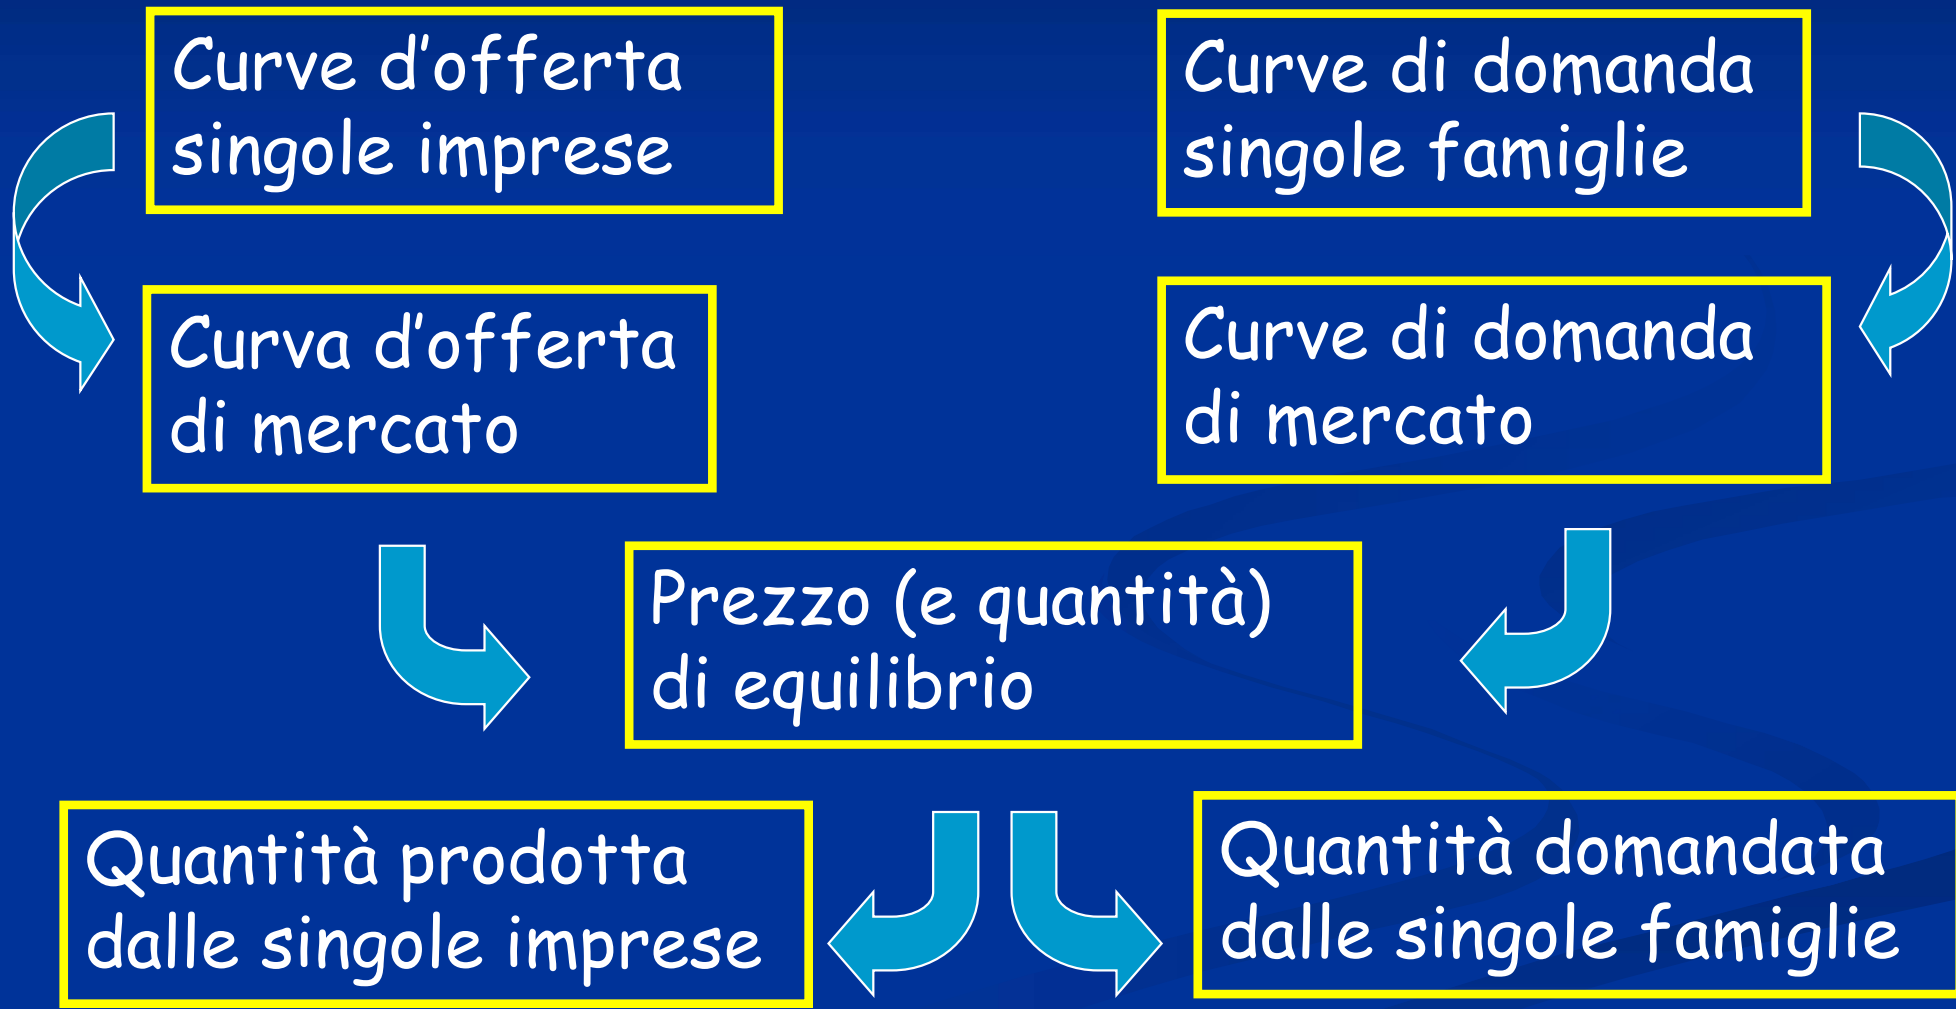 Curve d’offerta
singole imprese
Curve di domanda
singole famiglie
Curva d’offerta
di mercato
Curve di domanda
di mercato
Prezzo (e quantità)
di equilibrio
Quantità prodotta
dalle singole imprese
Quantità domandata
dalle singole famiglie